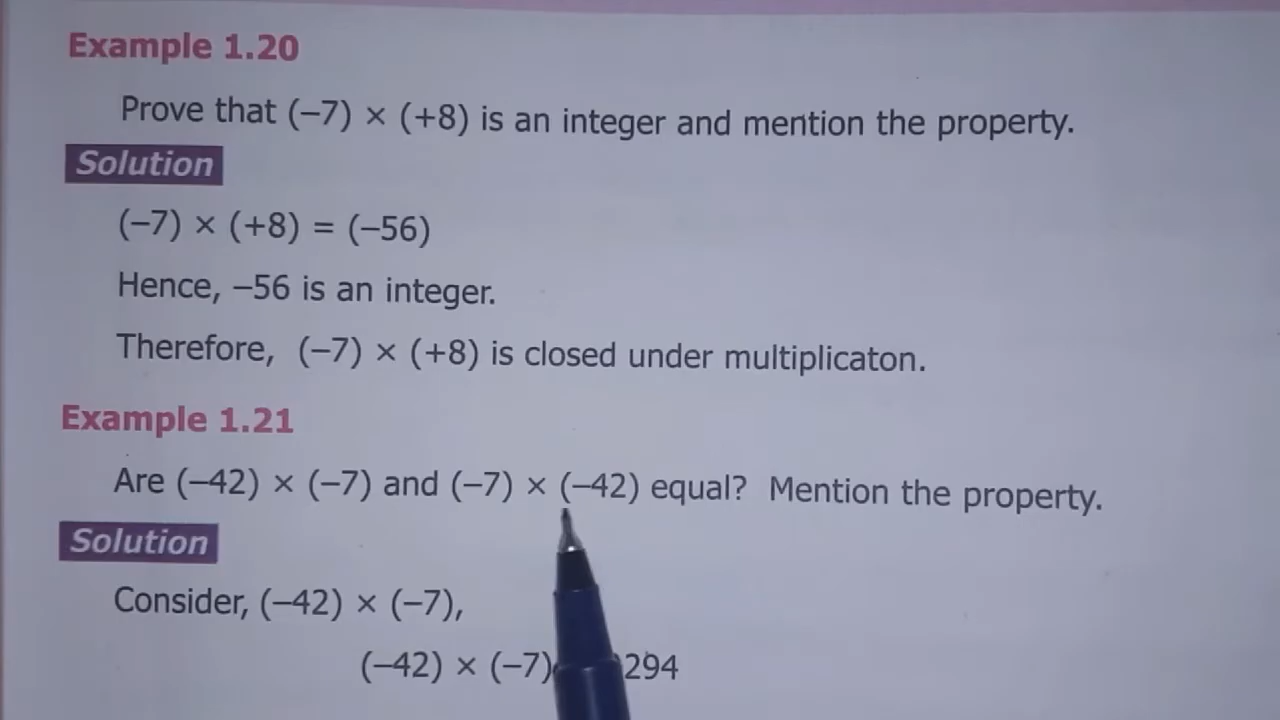 Example 1.20
Prove that (–7) × (+8) is an integer and mention the property.
Solution
(–7) × (+8) = (–56)
Hence, –56 is an integer.
Therefore, (–7) × (+8) is closed under multiplicaton.
Example 1.21
Are (–42) × (–7) and (–7) × (–42) equal? Mention the property.
Solution
Consider, (–42) × (–7),
(–42) × (–7) 294